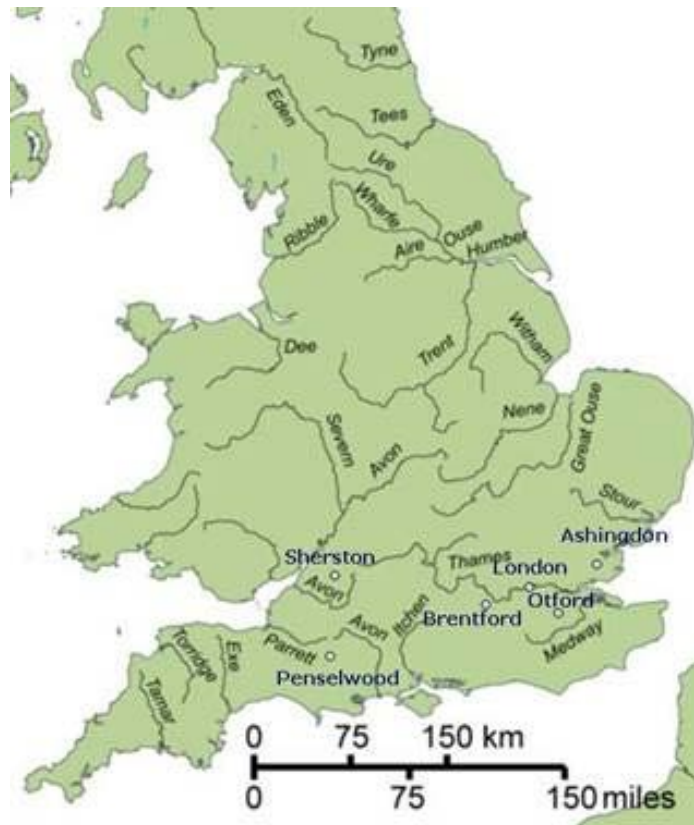 Tyne
Eden
Tees
Ure
Wharfe
Ribble
Ouse
Aire
Humber
Witham
Dee
Trent
Nene
Great Ouse
Severn
Avon
Stour
Ashingdon
Sherston
Thames
London
Avon
Otford
Itchen
Brentford
Avon
Medway
Parrett
Exe
Torridge
Penselwood
Tamar
0 75 150 km
0 75 150 miles